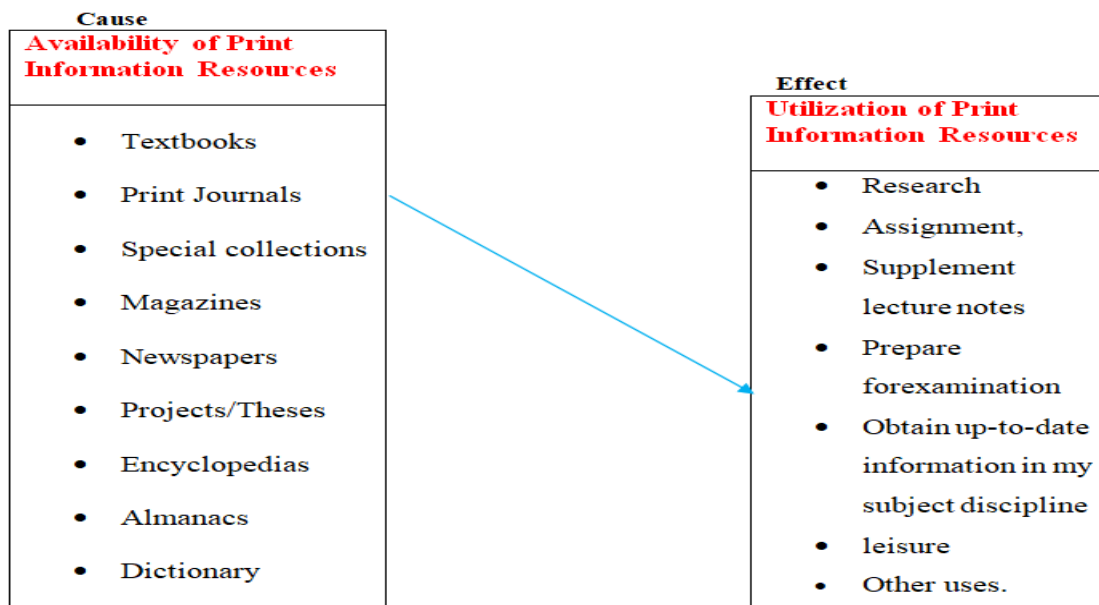 Cause
Availability of Print
Information Resources
• Textbooks
• Print Journals
• Special collections
• Magazines
• Newspapers
• Projects/Theses
• Encyclopedias
• Almanacs
• Dictionary
Effect
Utilization of Print
Information Resources
• Research
• Assignment,
• Supplement
lecture notes
• Prepare
forexamination
• Obtain up-to-date
information in my
subject discipline
• leisure
• Other uses.